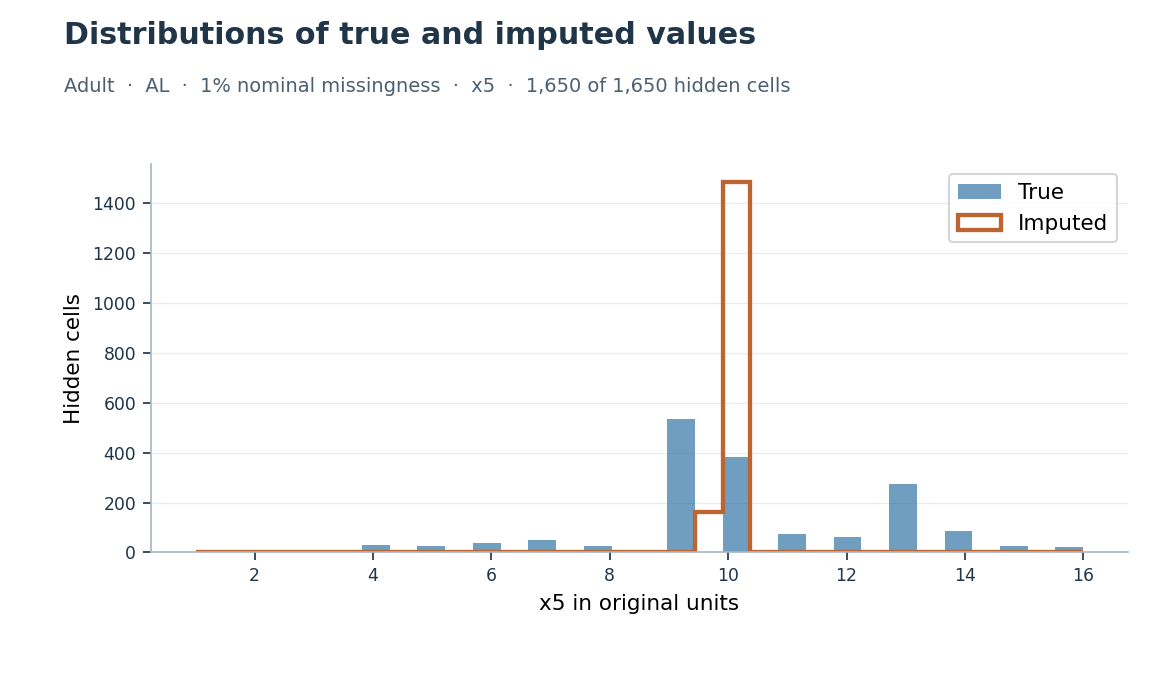 Distributions of true and imputed values
Adult · AL · 1% nominal missingness · x5 · 1,650 of 1,650 hidden cells
True
Imputed
Hidden cells
1400
1200
1000
800
600
400
200
0
2 4 6 8 10 12 14 16
x5 in original units